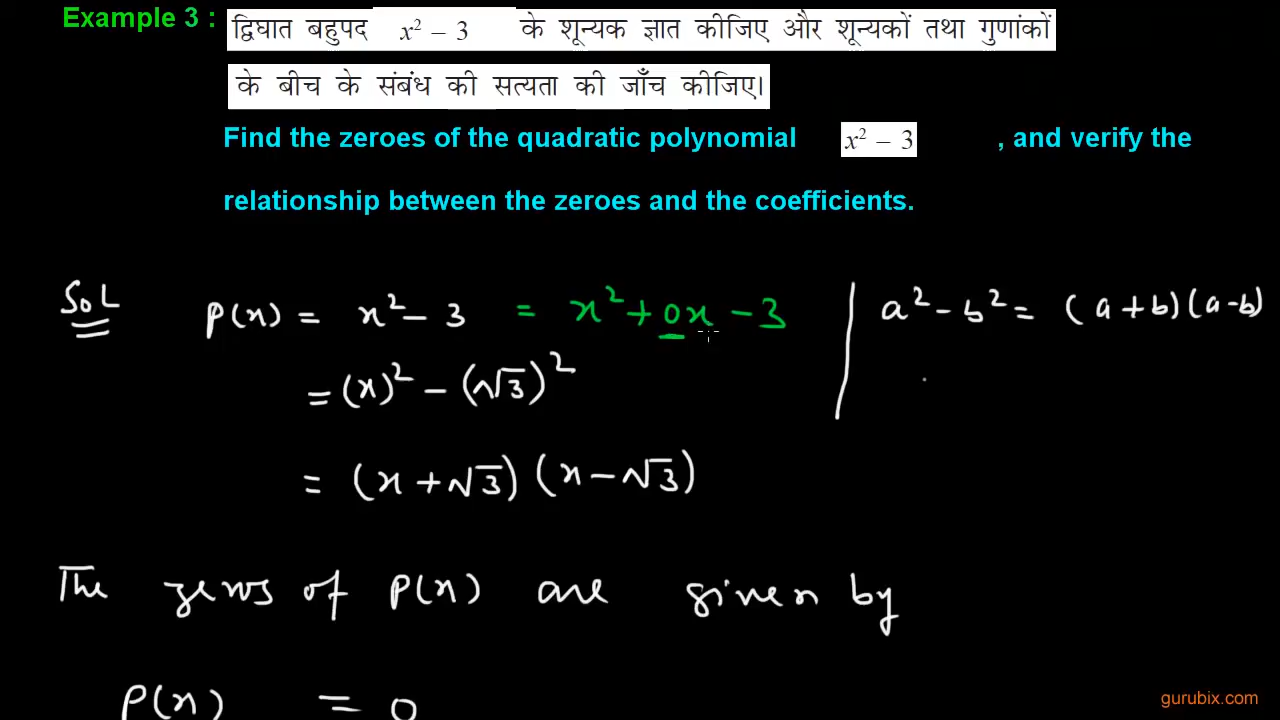 Example 3 : द्विघात बहुपद x² – 3 के शून्यक ज्ञात कीजिए और शून्यकों तथा गुणांकों
के बीच के संबंध की सत्यता की जाँच कीजिए।
Find the zeroes of the quadratic polynomial x² – 3 , and verify the
relationship between the zeroes and the coefficients.
Sol P(x) = x² – 3 = x² + 0x – 3 | a² – b² = (a + b) (a – b)
= (x)² – (√3)²
= (x + √3) (x – √3)
The zeros of P(x) are given by
P(x) = 0
gurubix.com